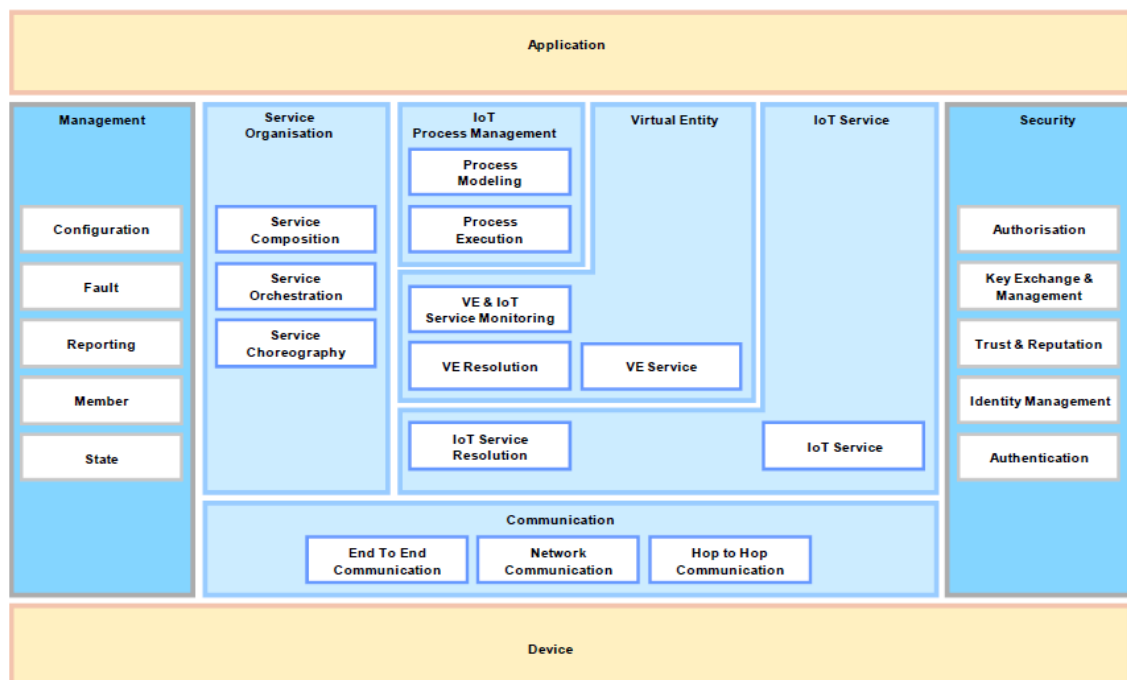 Application
Management
Configuration
Fault
Reporting
Member
State
Service
Organisation
Service
Composition
Service
Orchestration
Service
Choreography
IoT
Process Management
Process
Modeling
Process
Execution
Virtual Entity
VE & IoT
Service Monitoring
VE Resolution
VE Service
IoT Service
IoT Service
Resolution
IoT Service
Security
Authorisation
Key Exchange &
Management
Trust & Reputation
Identity Management
Authentication
Communication
End To End
Communication
Network
Communication
Hop to Hop
Communication
Device